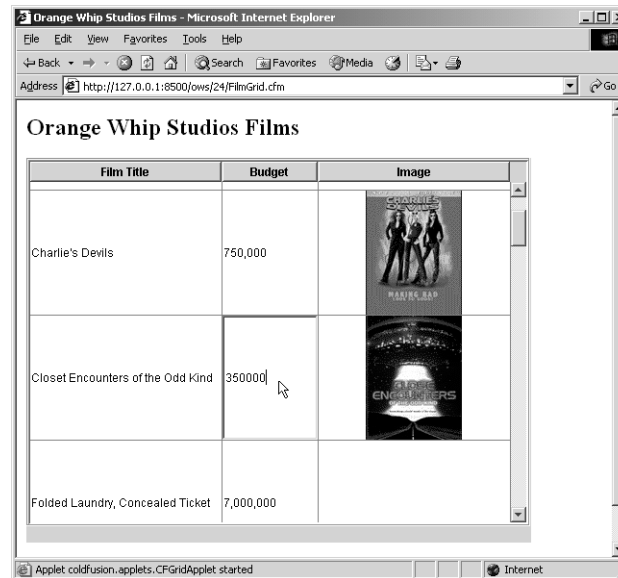 Orange Whip Studios Films - Microsoft Internet Explorer
File Edit View Favorites Tools Help
Back Search Favorites Media
Address http://127.0.0.1:8500/ows/24/FilmGrid.cfm Go
Orange Whip Studios Films
Film Title Budget Image
CHARLIE'S
DEVILS
Charlie's Devils 750,000
MAKING BAD
LOOK SO GOOD!
Closet Encounters of the Odd Kind 350000
CLOSET
ENCOUNTERS
Folded Laundry, Concealed Ticket 7,000,000
Applet coldfusion.applets.CFGridApplet started Internet